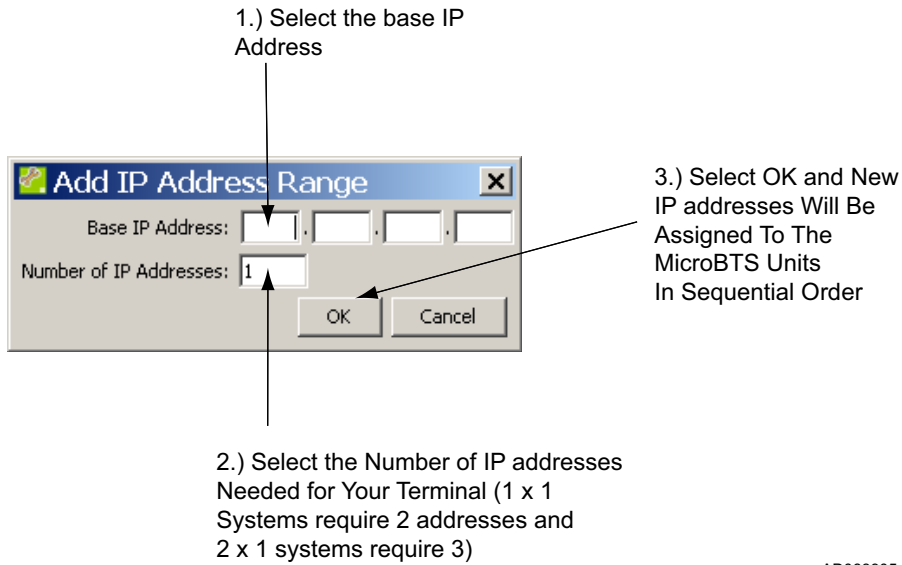 1.) Select the base IP
Address
Add IP Address Range
Base IP Address: . . .
Number of IP Addresses: 1
OK Cancel
3.) Select OK and New
IP addresses Will Be
Assigned To The
MicroBTS Units
In Sequential Order
2.) Select the Number of IP addresses
Needed for Your Terminal (1 x 1
Systems require 2 addresses and
2 x 1 systems require 3)